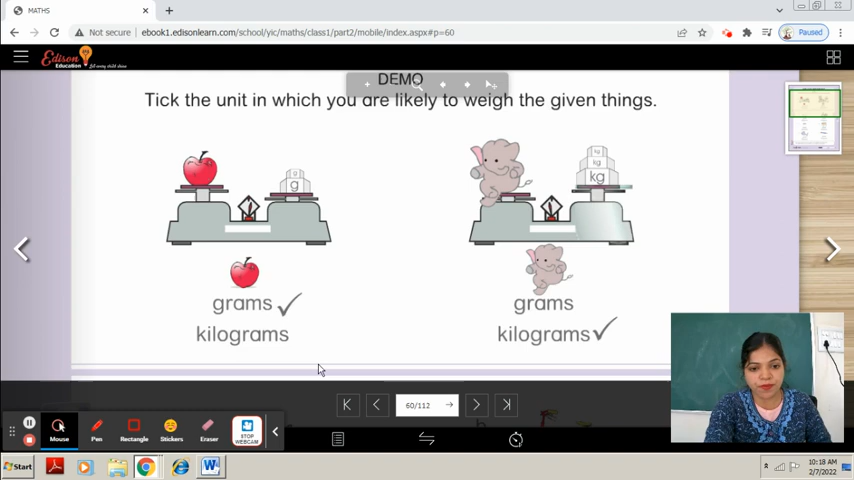 MATHS
Not secure
ebook1.edisonlearn.com/school/yic/maths/class1/part2/mobile/index.aspx#p=60
Paused
Edison
Education
DEMO
Tick the unit in which you are likely to weigh the given things.
g
g
kg
kg
kg
grams
kilograms
grams
kilograms
60/112
Mouse
Pen
Rectangle
Stickers
Eraser
STOP
WEBCAM
Start
W
10:18 AM
2/7/2022